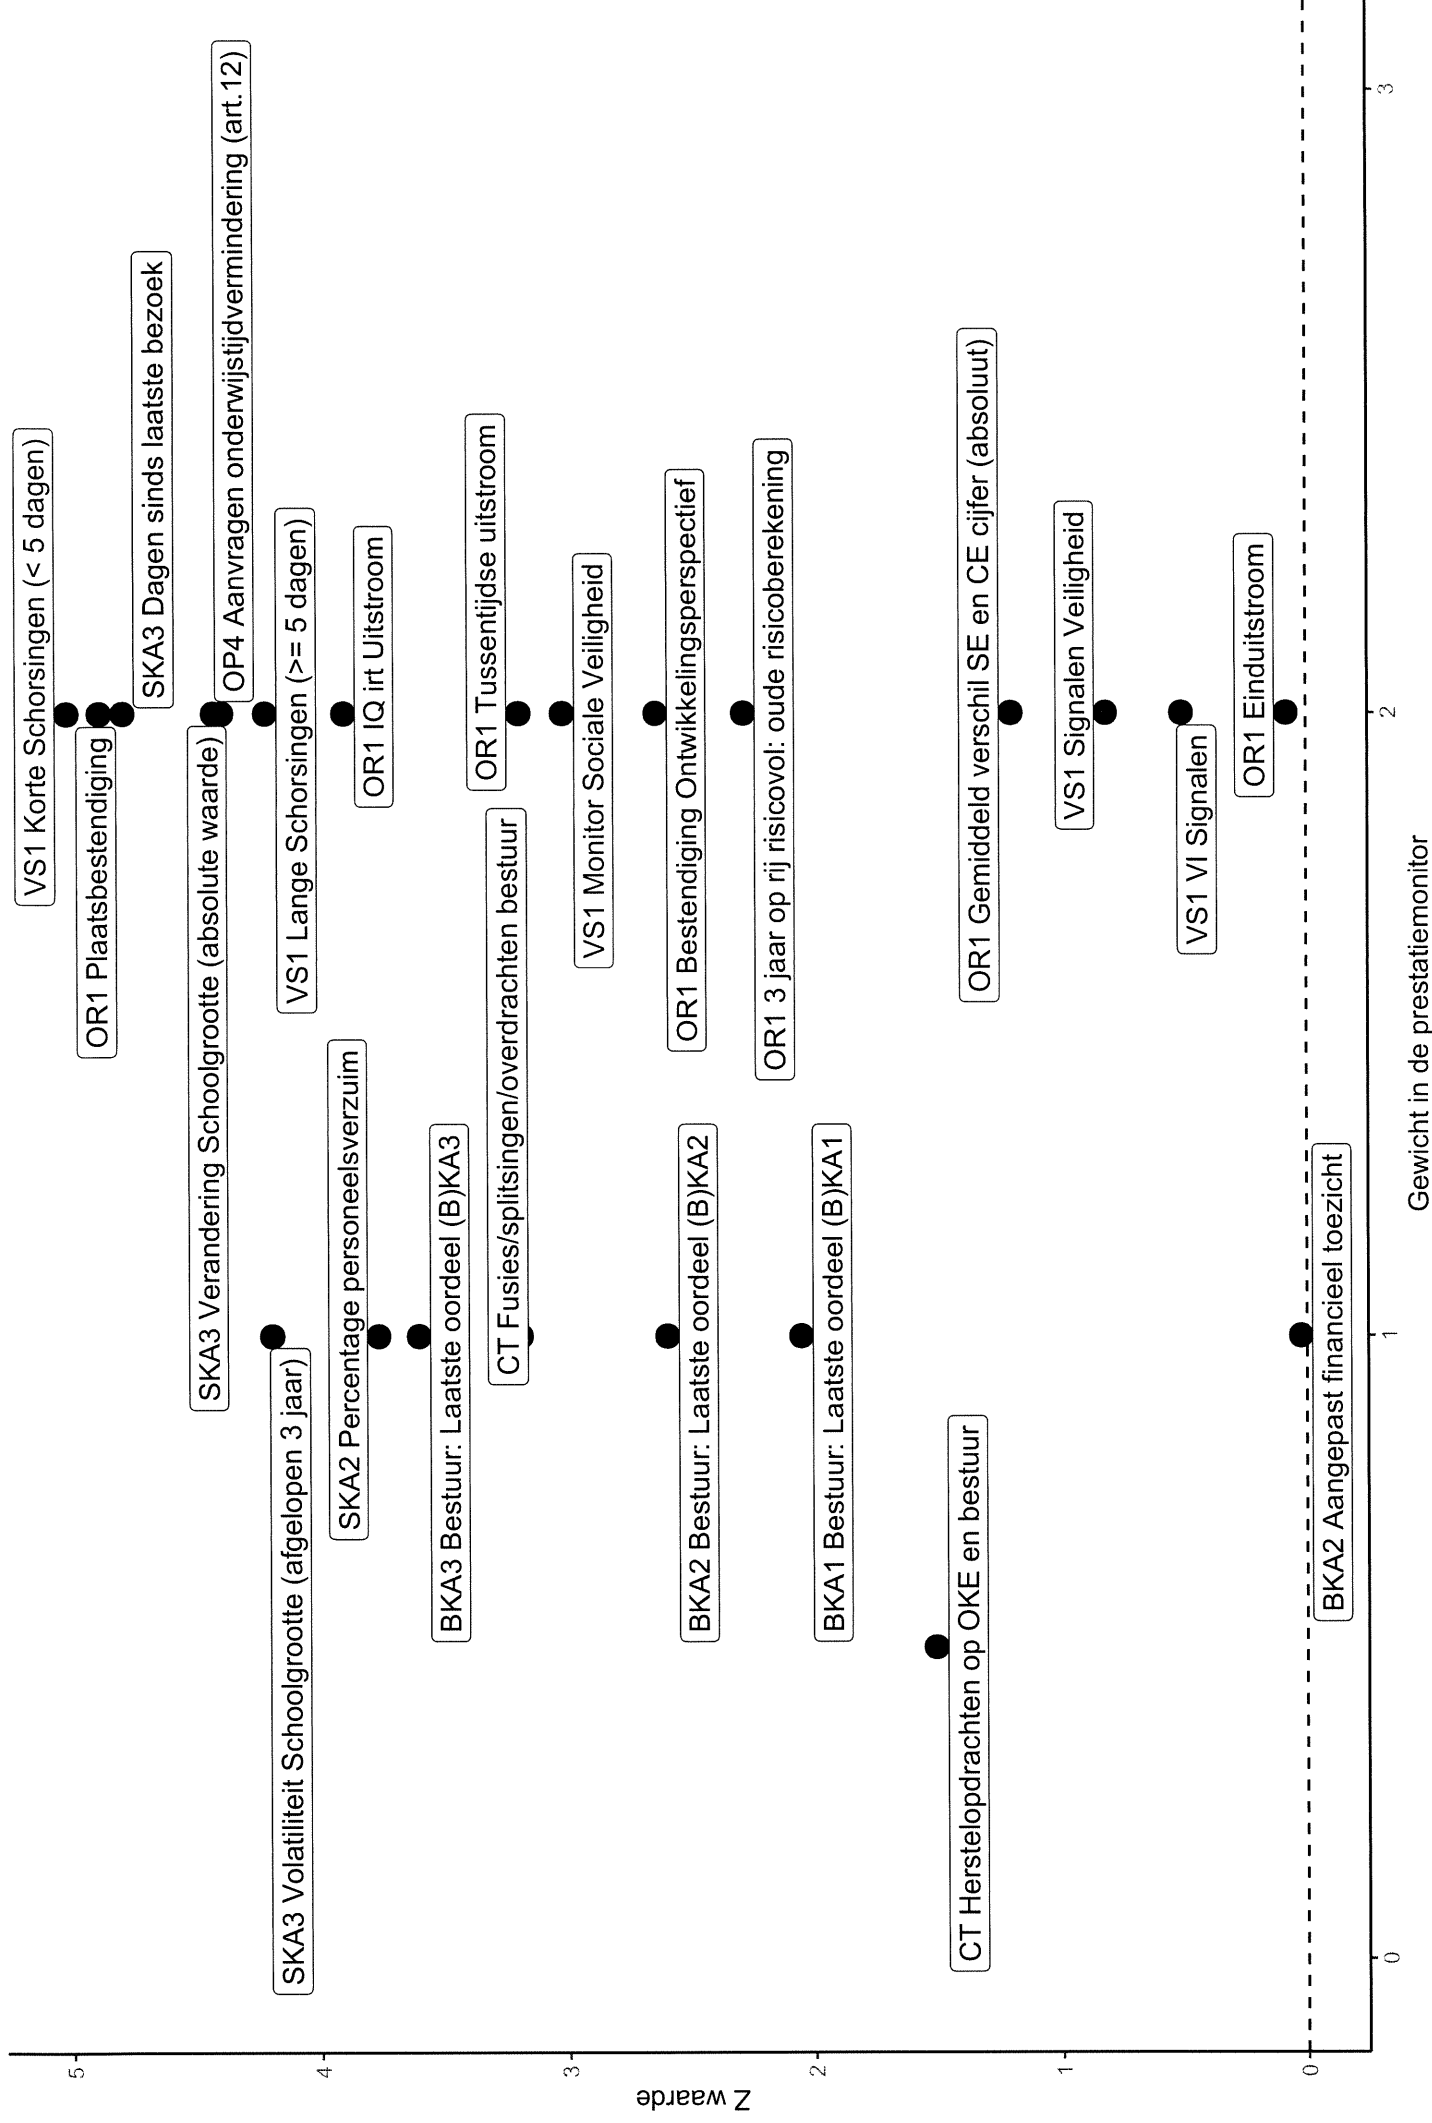 VS1 Korte Schorsingen (< 5 dagen)
OR1 Plaatsbestendiging
SKA3 Dagen sinds laatste bezoek
SKA3 Verandering Schoolgrootte (absolute waarde)
OP4 Aanvragen onderwijstijdvermindering (art.12)
SKA3 Volatiliteit Schoolgrootte (afgelopen 3 jaar)
VS1 Lange Schorsingen (>= 5 dagen)
SKA2 Percentage personeelsverzuim
OR1 IQ irt Uitstroom
BKA3 Bestuur: Laatste oordeel (B)KA3
OR1 Tussentijdse uitstroom
CT Fusies/splitsingen/overdrachten bestuur
VS1 Monitor Sociale Veiligheid
BKA2 Bestuur: Laatste oordeel (B)KA2
OR1 Bestendiging Ontwikkelingsperspectief
OR1 3 jaar op rij risicovol: oude risicoberekening
BKA1 Bestuur: Laatste oordeel (B)KA1
CT Herstelopdrachten op OKE en bestuur
OR1 Gemiddeld verschil SE en CE cijfer (absoluut)
VS1 Signalen Veiligheid
VS1 VI Signalen
OR1 Einduitstroom
BKA2 Aangepast financieel toezicht
5
4
3
2
1
0
Z waarde
0
1
2
3
Gewicht in de prestatiemonitor